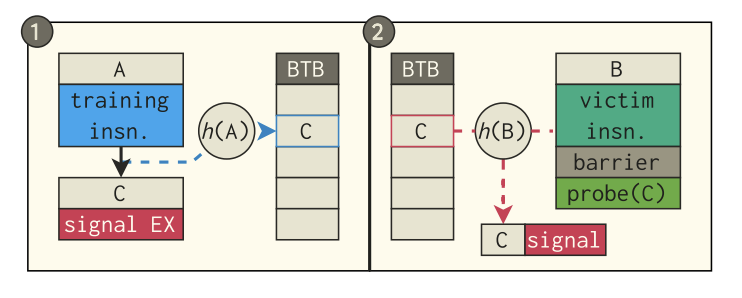 1
A
training
insn.
C
signal EX
h(A)
BTB
C
2
BTB
C
h(B)
C
signal
B
victim
insn.
barrier
probe(C)